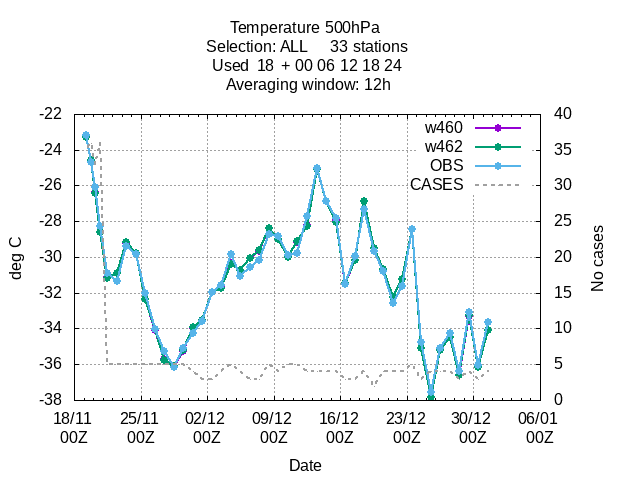 Temperature 500hPa
Selection: ALL 33 stations
Used 18 + 00 06 12 18 24
Averaging window: 12h
-22
-24
-26
-28
-30
-32
-34
-36
-38
deg C
w460
w462
OBS
CASES
40
35
30
25
20
15
10
5
0
No cases
18/11 25/11 02/12 09/12 16/12 23/12 30/12 06/01
00Z 00Z 00Z 00Z 00Z 00Z 00Z 00Z
Date